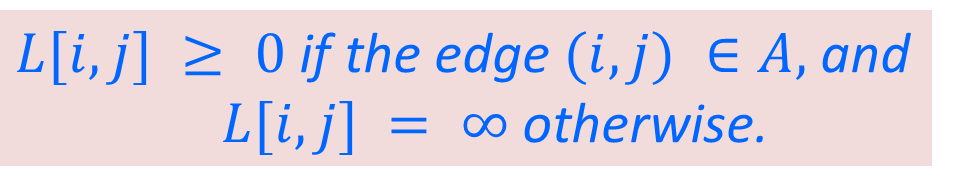 L[i, j] ≥ 0 if the edge (i, j) ∈ A, and
L[i, j] = ∞ otherwise.